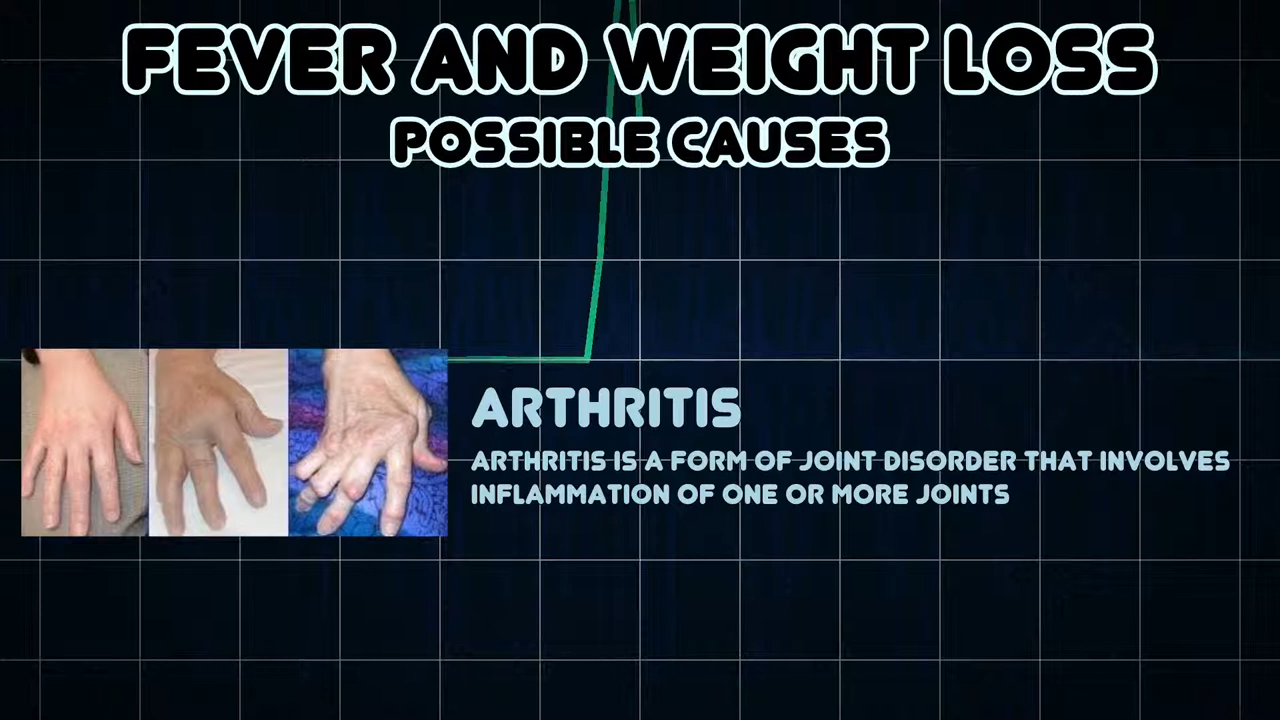 FEVER AND WEIGHT LOSS
POSSIBLE CAUSES
ARTHRITIS
ARTHRITIS IS A FORM OF JOINT DISORDER THAT INVOLVES
INFLAMMATION OF ONE OR MORE JOINTS